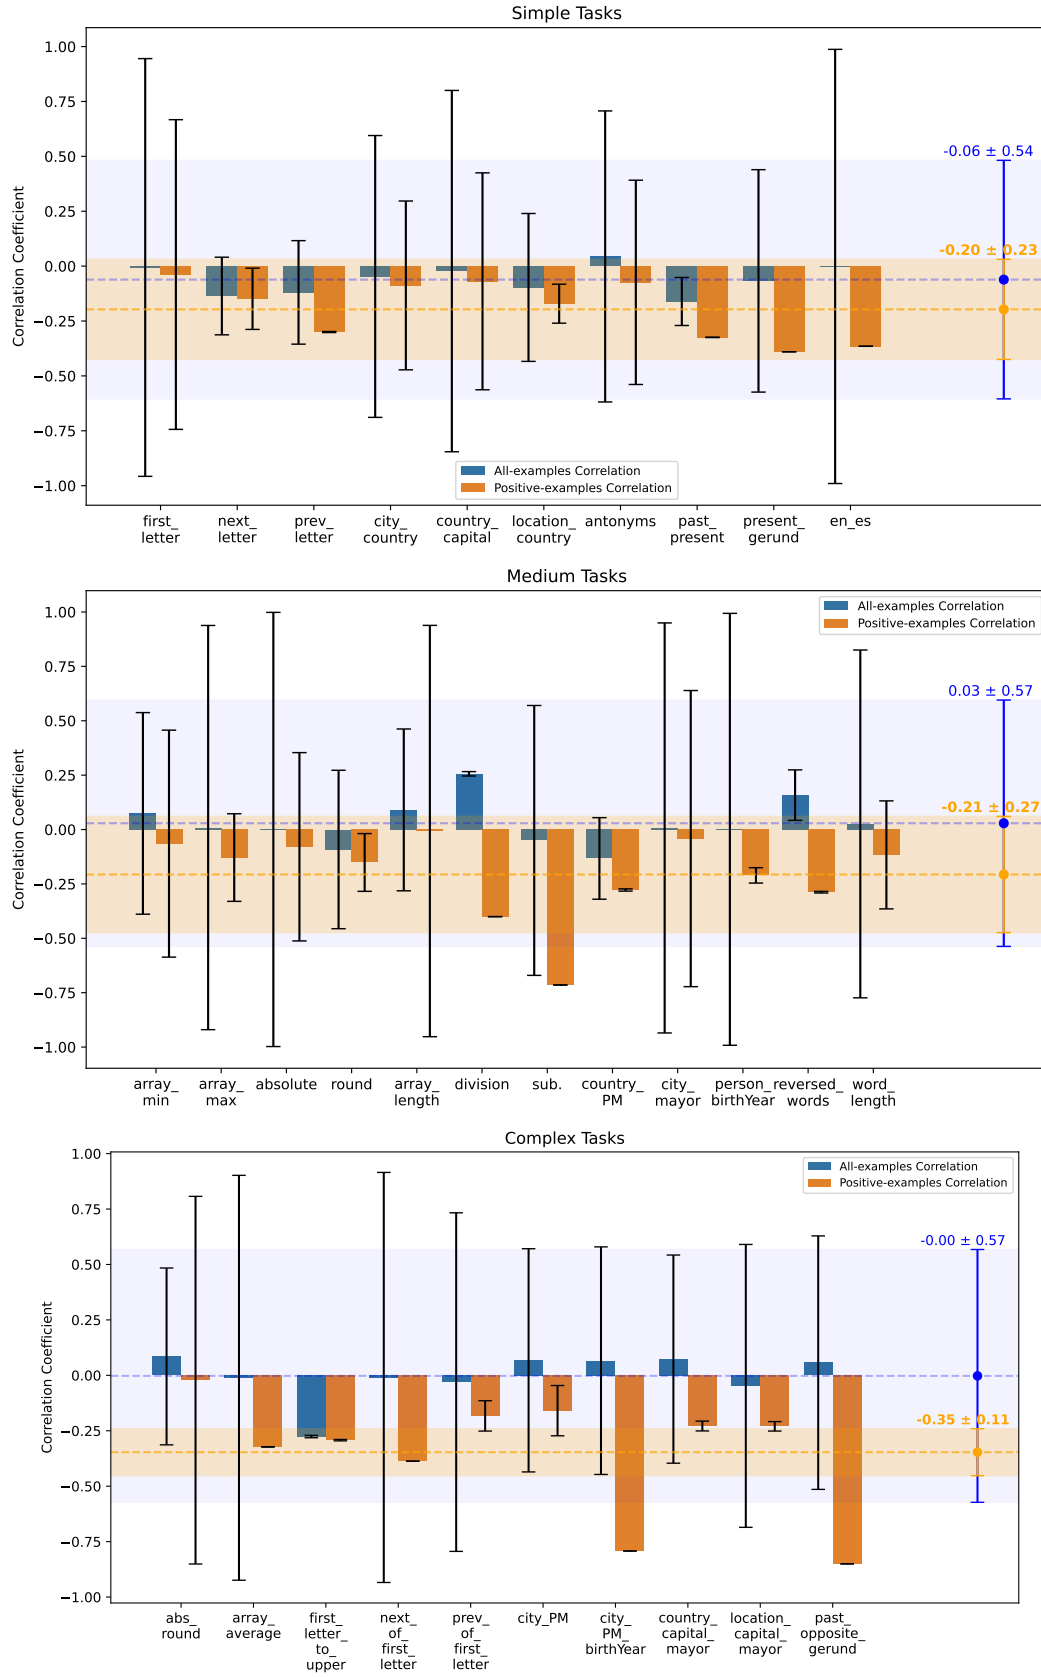 Simple Tasks
Correlation Coefficient
1.00
0.75
0.50
0.25
0.00
−0.25
−0.50
−0.75
−1.00
-0.06 ± 0.54
-0.20 ± 0.23
All-examples Correlation
Positive-examples Correlation
first_
letter
next_
letter
prev_
letter
city_
country
country_
capital
location_
country
antonyms
past_
present
present_
gerund
en_es
Medium Tasks
Correlation Coefficient
1.00
0.75
0.50
0.25
0.00
−0.25
−0.50
−0.75
−1.00
All-examples Correlation
Positive-examples Correlation
0.03 ± 0.57
-0.21 ± 0.27
array_
min
array_
max
absolute
round
array_
length
division
sub.
country_
PM
city_
mayor
person_
birthYear
reversed_
words
word_
length
Complex Tasks
Correlation Coefficient
1.00
0.75
0.50
0.25
0.00
−0.25
−0.50
−0.75
−1.00
All-examples Correlation
Positive-examples Correlation
-0.00 ± 0.57
-0.35 ± 0.11
abs_
round
array_
average
first_
letter_
to_
upper
next_
of_
first_
letter
prev_
of_
first_
letter
city_PM
city_
PM_
birthYear
country_
capital_
mayor
location_
capital_
mayor
past_
opposite_
gerund